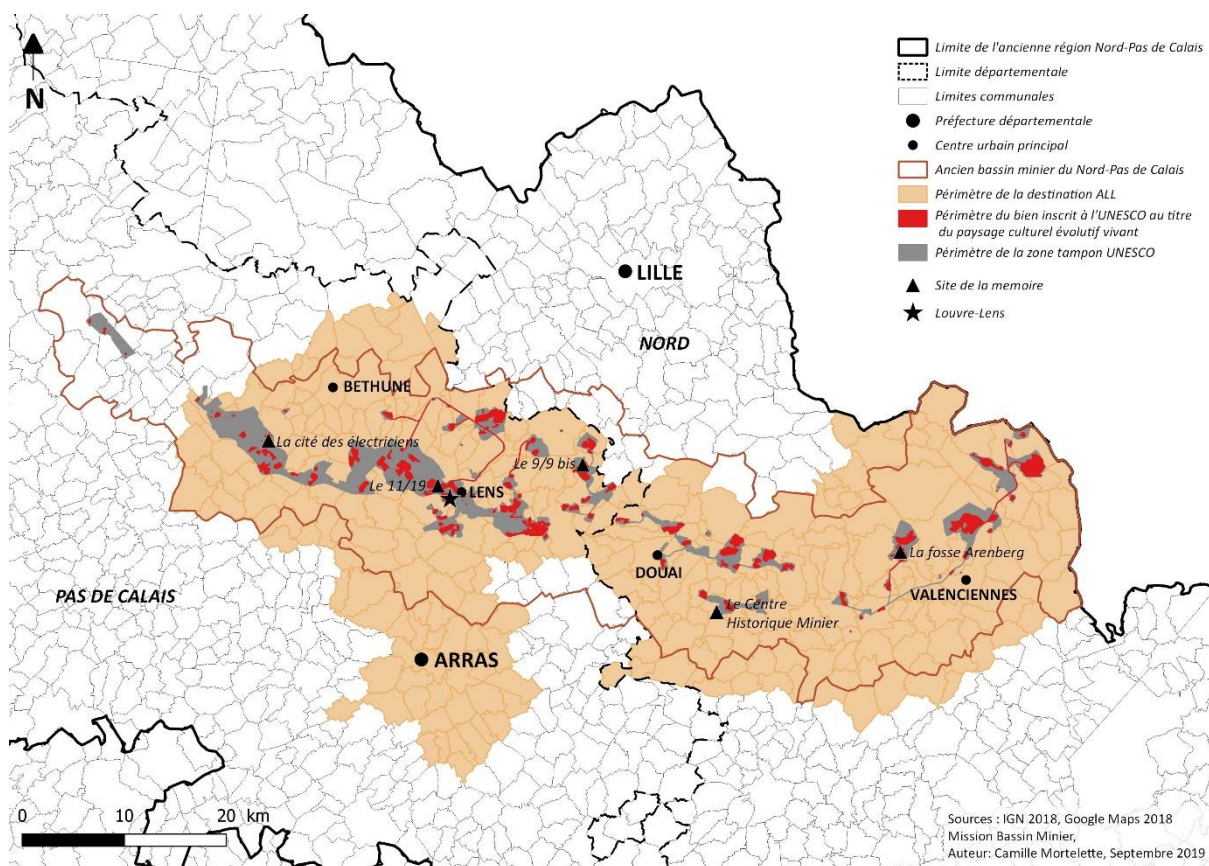 N
Limite de l'ancienne région Nord-Pas de Calais
Limite départementale
Limites communales
Préfecture départementale
Centre urbain principal
Ancien bassin minier du Nord-Pas de Calais
Périmètre de la destination ALL
Périmètre du bien inscrit à l'UNESCO au titre
du paysage culturel évolutif vivant
Périmètre de la zone tampon UNESCO
Site de la memoire
Louvre-Lens
LILLE
NORD
BETHUNE
La cité des électriciens
Le 9/9 bis
Le 11/19
LENS
DOUAI
La fosse Arenberg
VALENCIENNES
PAS DE CALAIS
Le Centre
Historique Minier
ARRAS
0 10 20 km
Sources : IGN 2018, Google Maps 2018
Mission Bassin Minier,
Auteur: Camille Mortelette, Septembre 2019